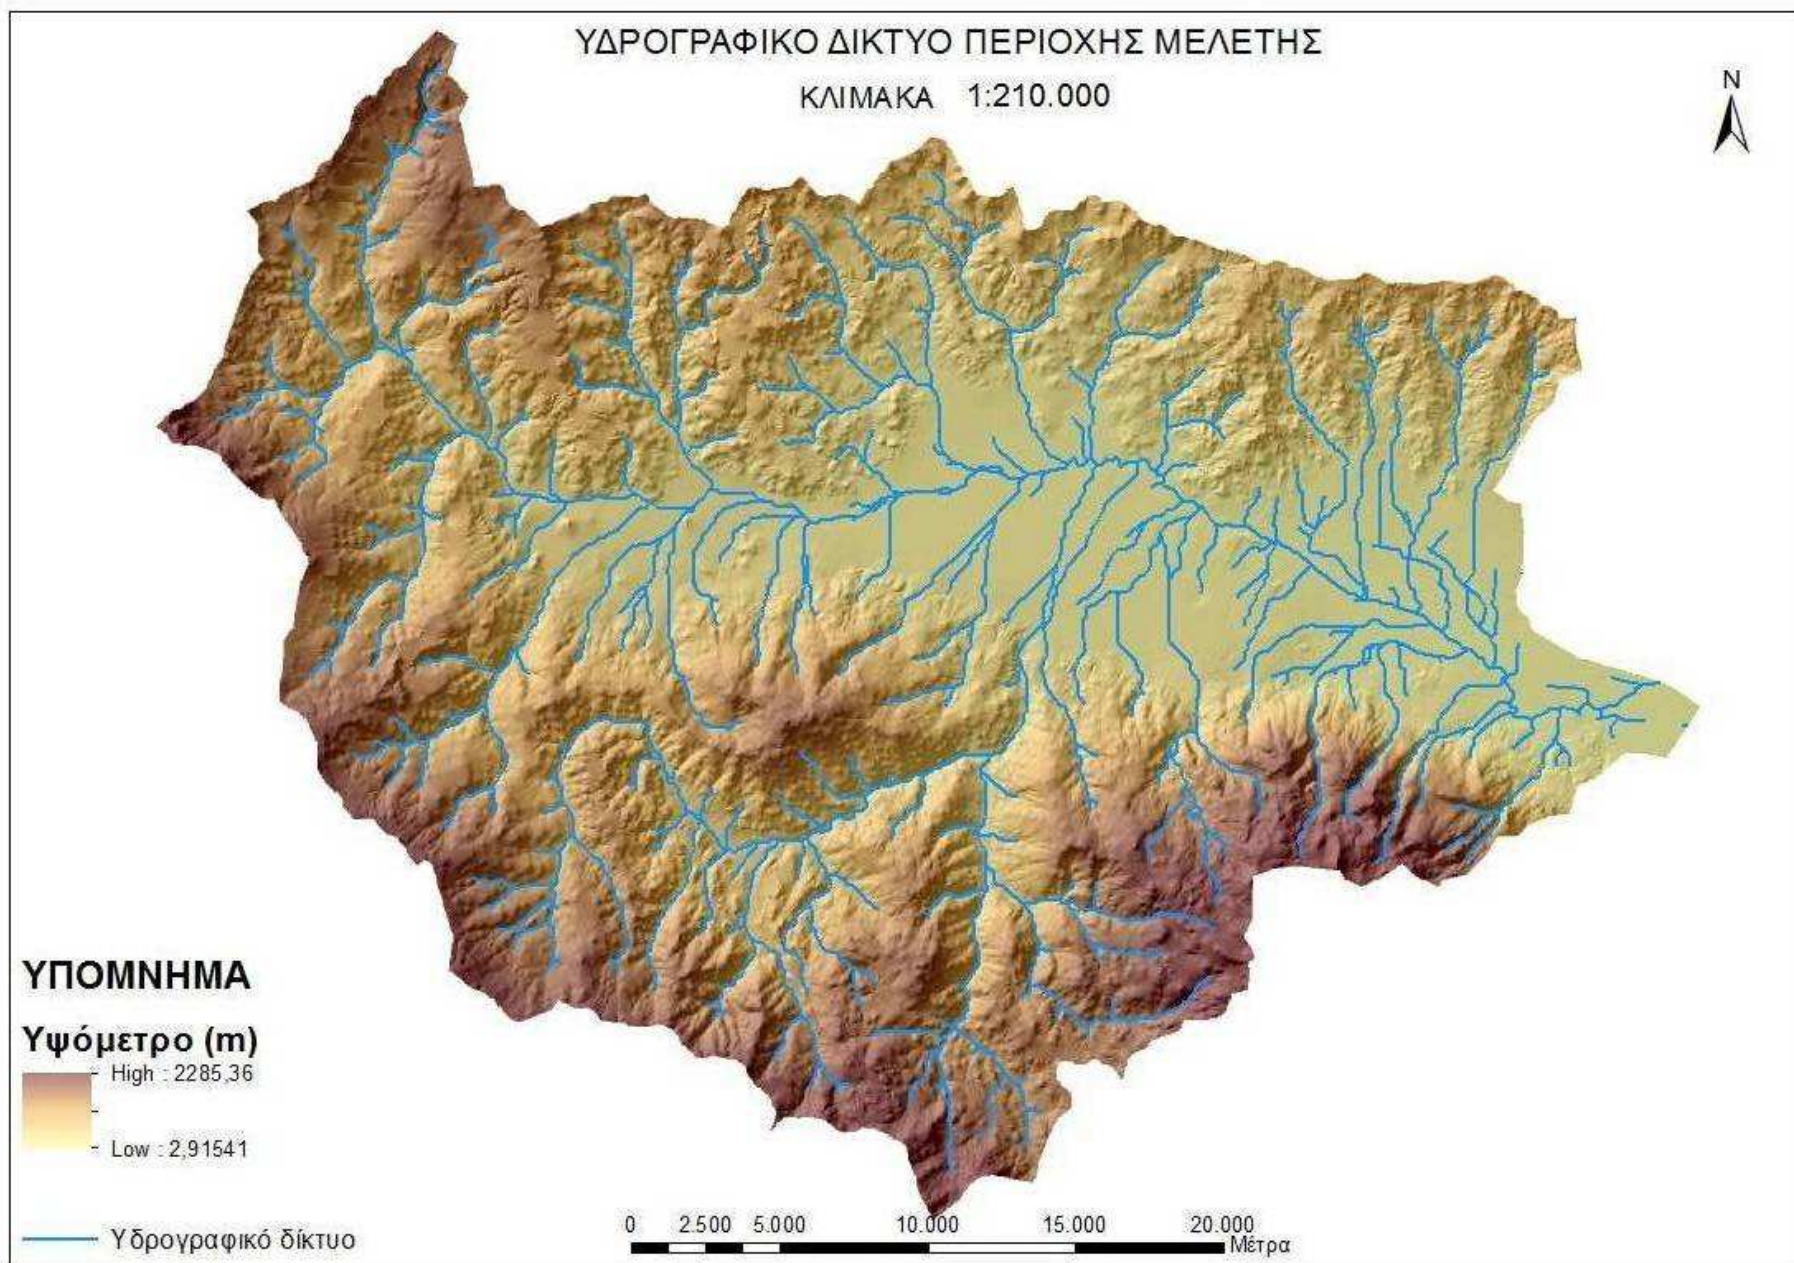 ΥΔΡΟΓΡΑΦΙΚΟ ΔΙΚΤΥΟ ΠΕΡΙΟΧΗΣ ΜΕΛΕΤΗΣ
ΚΛΙΜΑΚΑ 1:210.000
N
ΥΠΟΜΝΗΜΑ
Υψόμετρο (m)
High : 2285,36
Low : 2,91541
Υδρογραφικό δίκτυο
0 2.500 5.000 10.000 15.000 20.000
Μέτρα